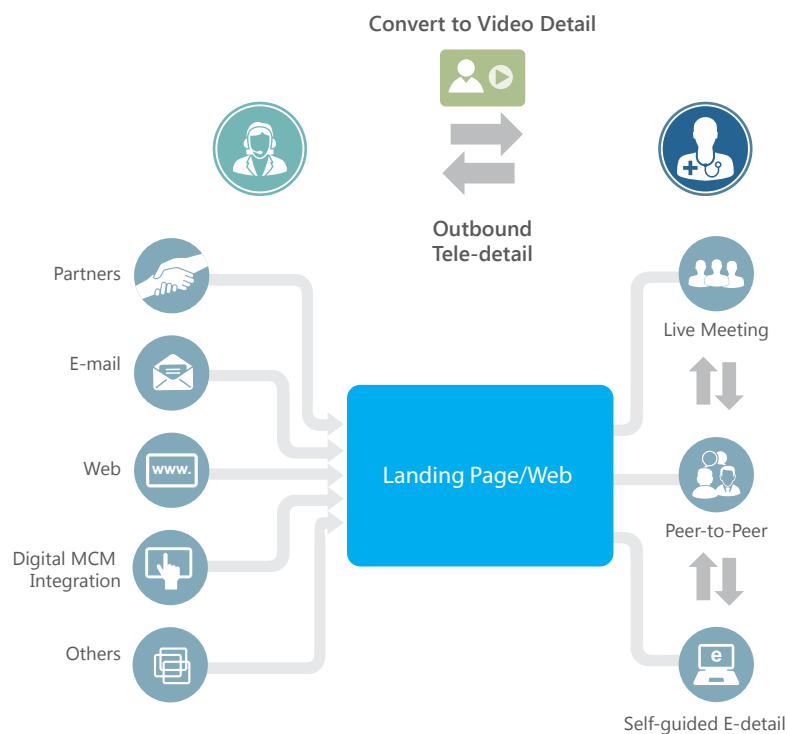 Convert to Video Detail
Outbound
Tele-detail
Partners
E-mail
Web
www.
Digital MCM
Integration
Others
Landing Page/Web
Live Meeting
Peer-to-Peer
e
Self-guided E-detail